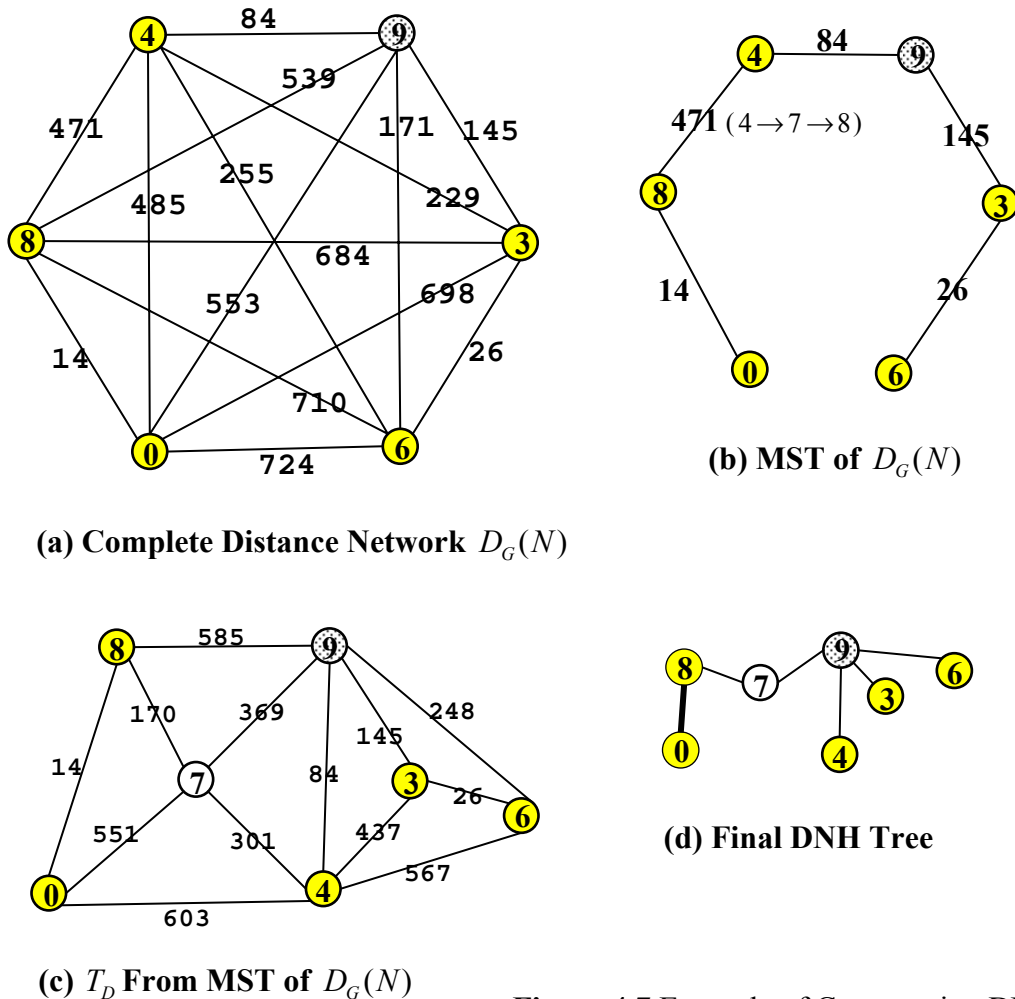 4 84 9
539
471 171 145
255
485 229
8 684 3
553 698
14 26
710
0 724 6
(a) Complete Distance Network D_G(N)
4 84 9
471 (4→7→8)
145
8 3
14 26
0 6
(b) MST of D_G(N)
8 585 9
170 369 248
145
14 7 84 3 26
6
551 301 437
567
0 4
603
(c) T_D From MST of D_G(N)
8 7 9 6
3
0 4
(d) Final DNH Tree